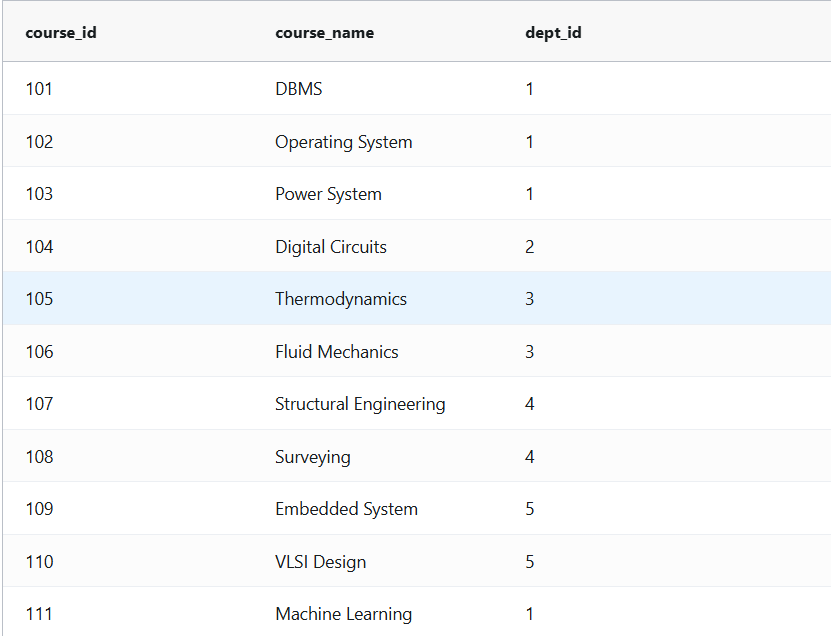 course_id course_name dept_id
101 DBMS 1
102 Operating System 1
103 Power System 1
104 Digital Circuits 2
105 Thermodynamics 3
106 Fluid Mechanics 3
107 Structural Engineering 4
108 Surveying 4
109 Embedded System 5
110 VLSI Design 5
111 Machine Learning 1